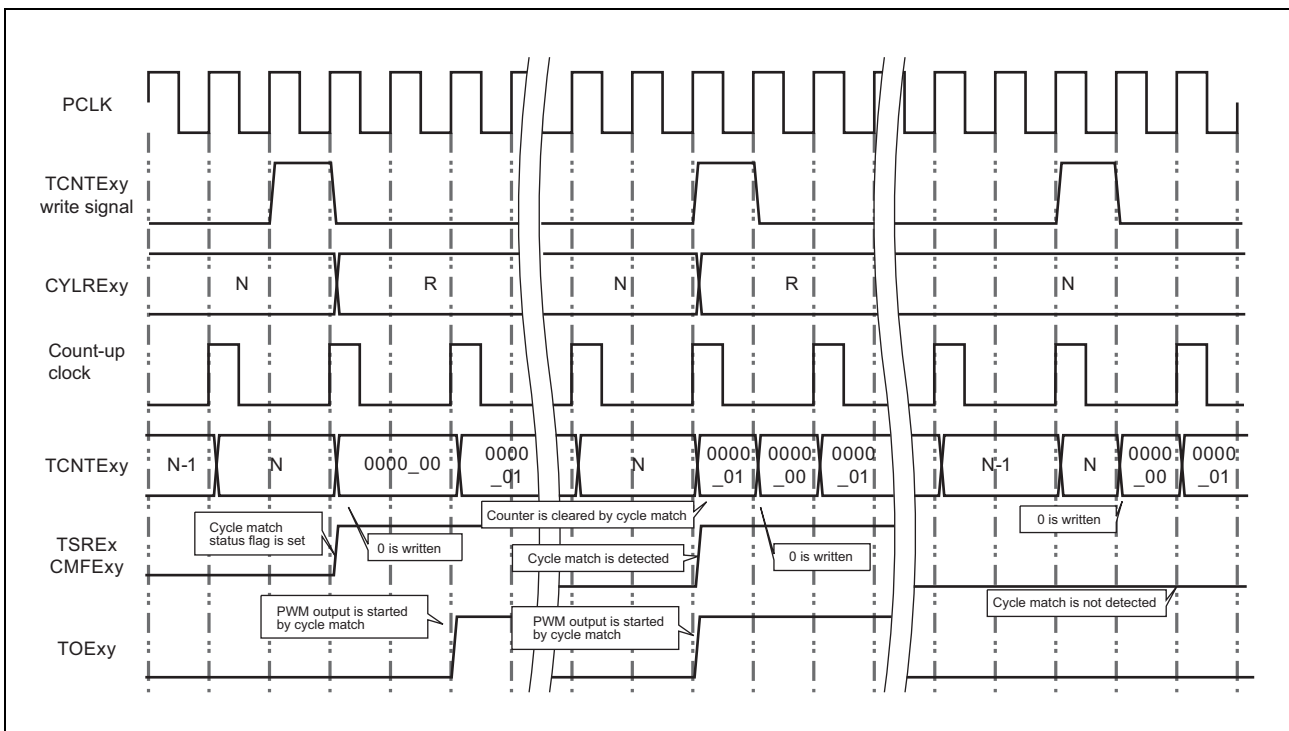 PCLK
TCNTExy
write signal
CYLRExy
N
R
N
R
N
Count-up
clock
TCNTExy
N-1
N
0000_00
0000
_01
N
0000
_01
0000
_00
0000
_01
N-1
N
0000
_00
0000
_01
Counter is cleared by cycle match
0 is written
Cycle match
status flag is set
0 is written
TSREx
CMFExy
Cycle match is detected
0 is written
Cycle match is not detected
PWM output is started
by cycle match
PWM output is started
by cycle match
TOExy